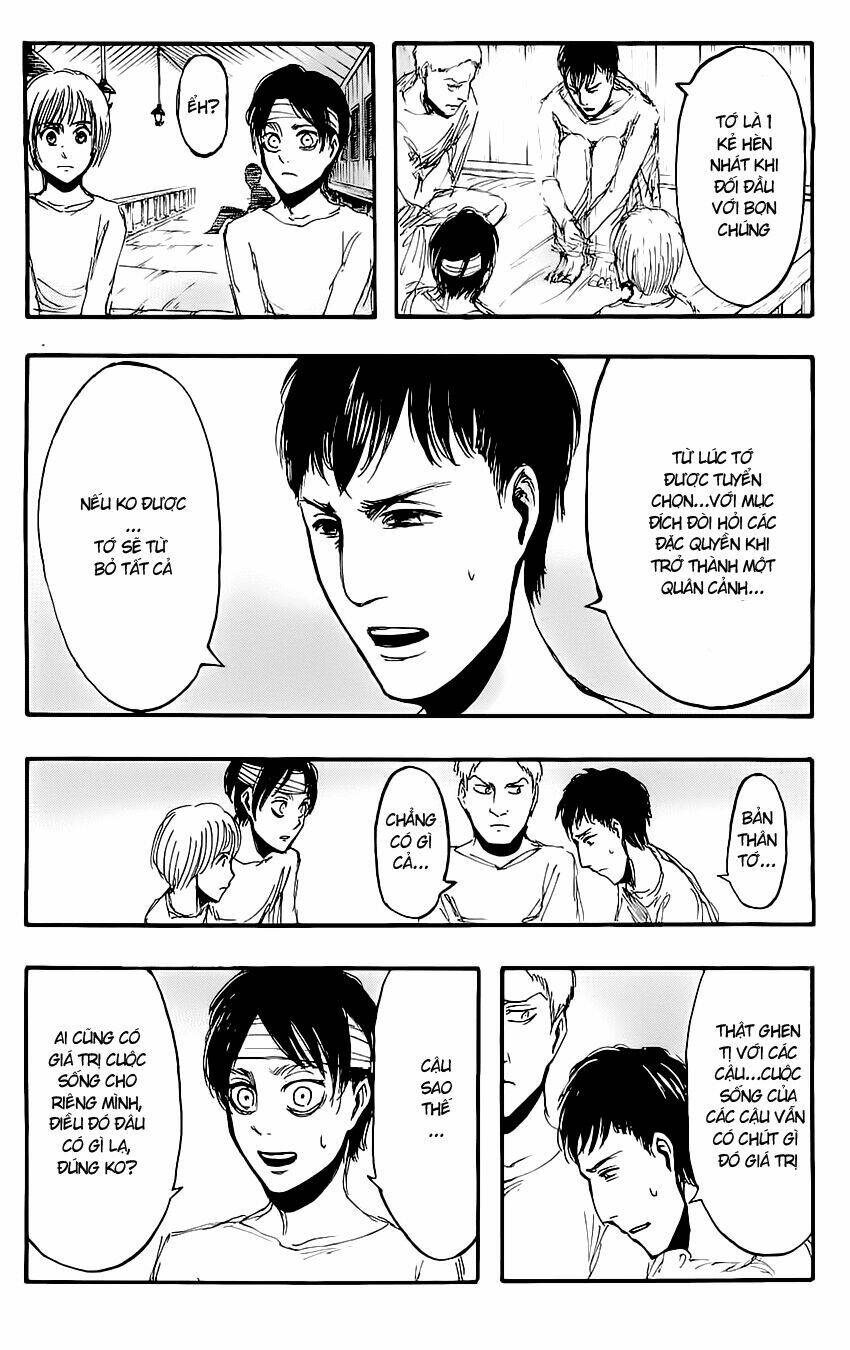 TỚ LÀ 1
KẺ HÈN
NHÁT KHI
ĐỐI ĐẦU
VỚI BỌN
CHÚNG
ỂH?
TỪ LÚC TỚ
ĐƯỢC TUYỂN
CHỌN...VỚI MỤC
ĐÍCH ĐÒI HỎI CÁC
ĐẶC QUYỀN KHI
TRỞ THÀNH MỘT
QUÂN CẢNH...
NẾU KO ĐƯỢC
...
TỚ SẼ TỪ
BỎ TẤT CẢ
BẢN
THÂN
TỚ...
CHẲNG
CÓ GÌ
CẢ...
THẬT GHEN
TỊ VỚI CÁC
CẬU...CUỘC
SỐNG CỦA
CÁC CẬU VẪN
CÓ CHÚT GÌ
ĐÓ GIÁ TRỊ
CẬU
SAO
THẾ
...
AI CŨNG CÓ
GIÁ TRỊ CUỘC
SỐNG CHO
RIÊNG MÌNH,
ĐIỀU ĐÓ ĐÂU
CÓ GÌ LẠ,
ĐÚNG KO?